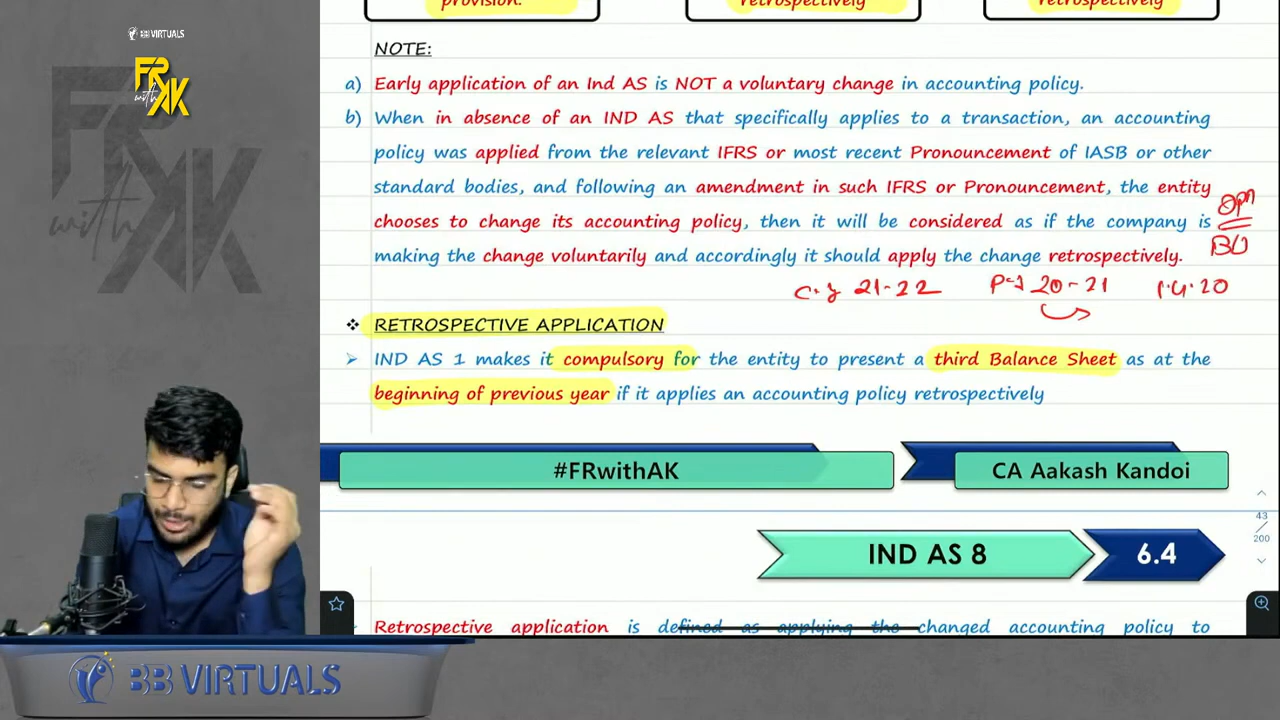 BB VIRTUALS
FR
with AK
FR
with AK
provision.
retrospectively
retrospectively
NOTE:
a) Early application of an Ind AS is NOT a voluntary change in accounting policy.
b) When in absence of an IND AS that specifically applies to a transaction, an accounting
policy was applied from the relevant IFRS or most recent Pronouncement of IASB or other
standard bodies, and following an amendment in such IFRS or Pronouncement, the entity
chooses to change its accounting policy, then it will be considered as if the company is
making the change voluntarily and accordingly it should apply the change retrospectively.
Opn
BS
C.y 21-22 P.Y 20-21 1.4.20
❖ RETROSPECTIVE APPLICATION
➢ IND AS 1 makes it compulsory for the entity to present a third Balance Sheet as at the
beginning of previous year if it applies an accounting policy retrospectively
#FRwithAK
CA Aakash Kandoi
43
/
200
IND AS 8
6.4
Retrospective application is defined as applying the changed accounting policy to
BB VIRTUALS